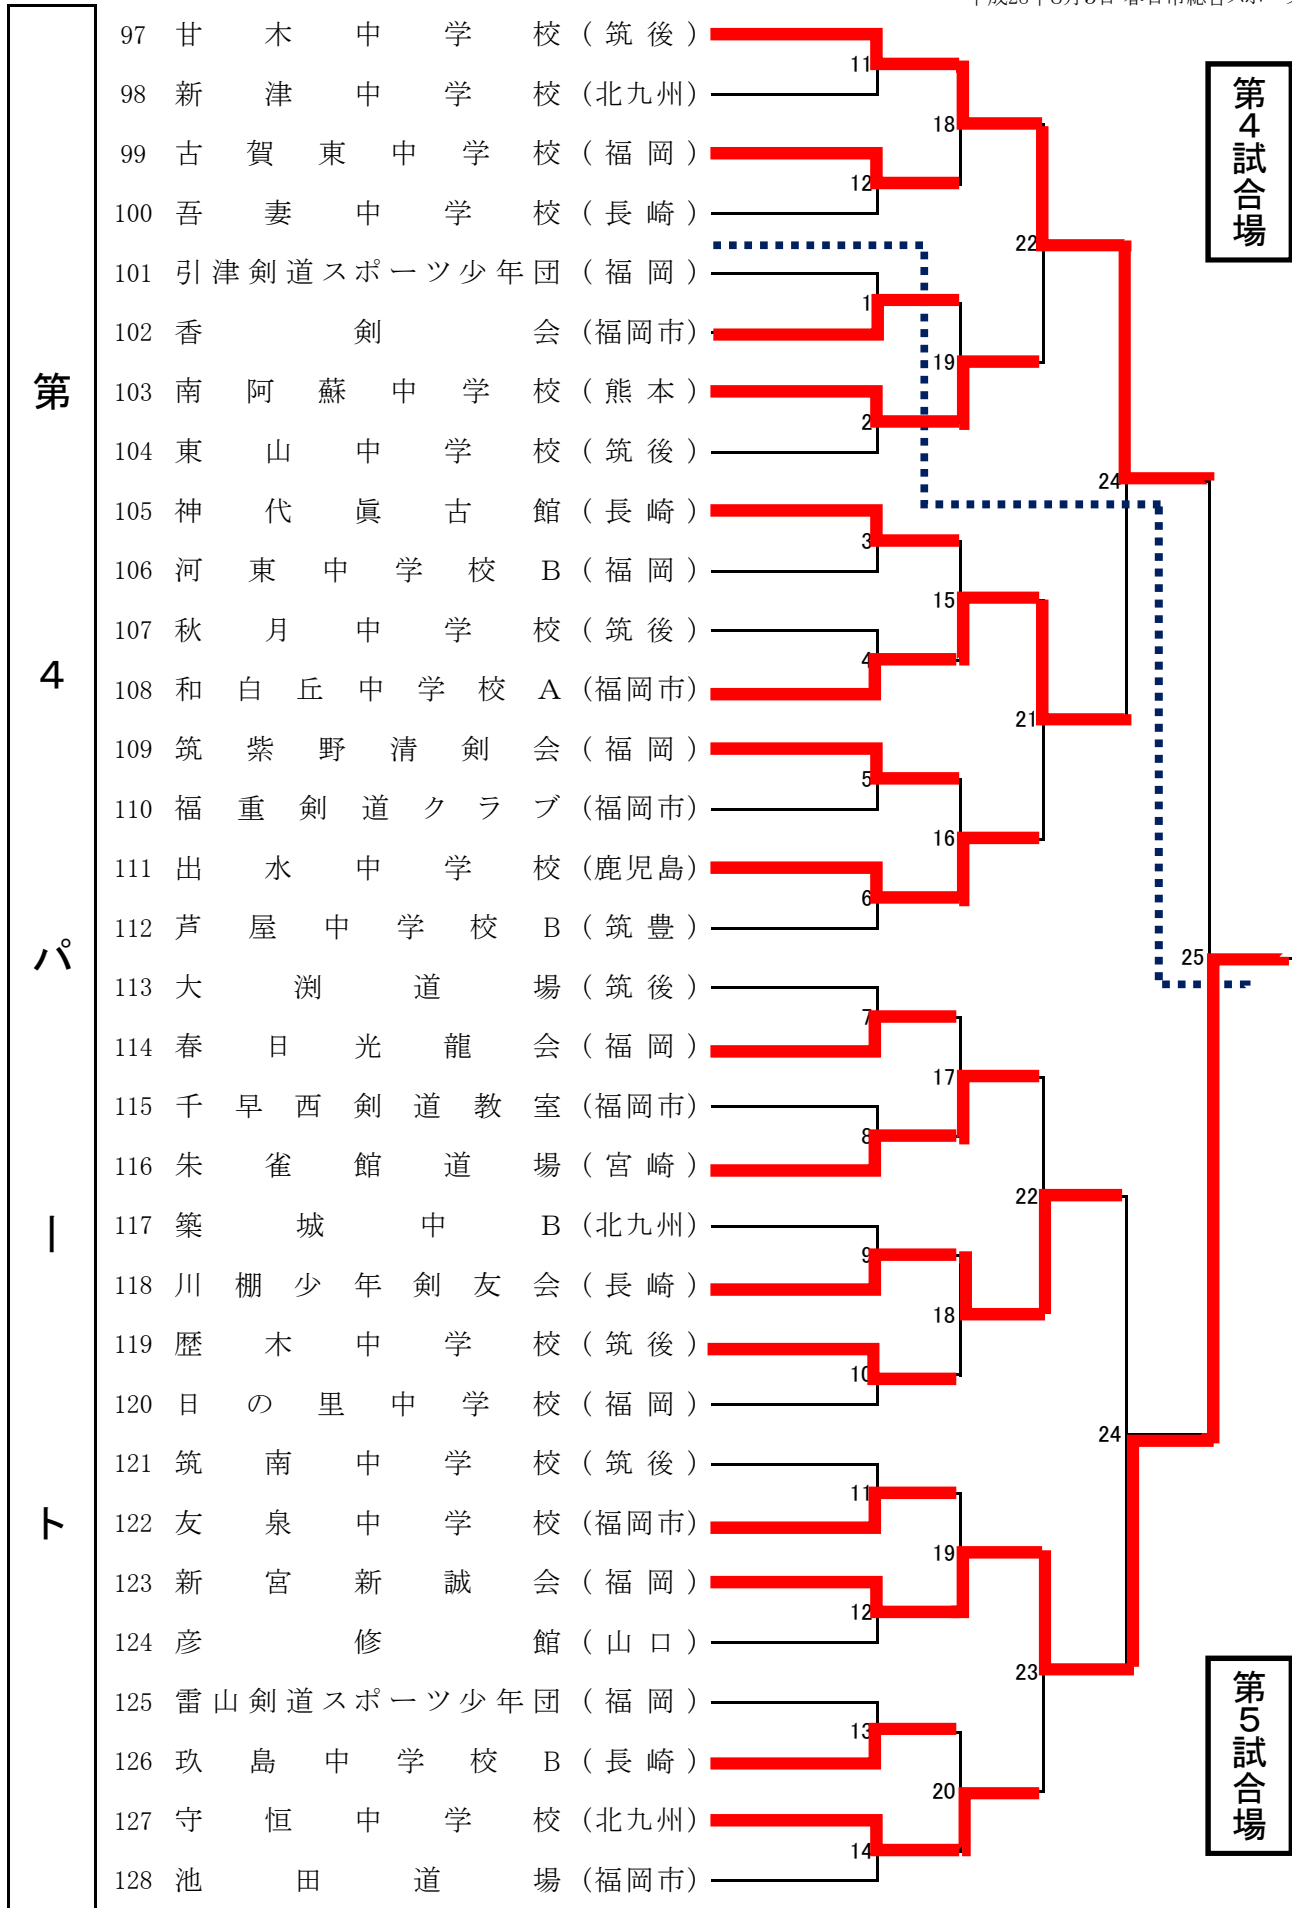 97 甘木中学校 (筑後)
98 新津中学校 (北九州)
99 古賀東中学校 (福岡)
100 吾妻中学校 (長崎)
101 引津剣道スポーツ少年団 (福岡)
102 香剣会 (福岡市)
103 南阿蘇中学校 (熊本)
104 東山中学校 (筑後)
105 神代眞古館 (長崎)
106 河東中学校B (福岡)
107 秋月中学校 (筑後)
108 和白丘中学校A (福岡市)
109 筑紫野清剣会 (福岡)
110 福重剣道クラブ (福岡市)
111 出水中学校 (鹿児島)
112 芦屋中学校B (筑豊)
113 大渕道場 (筑後)
114 春日光龍会 (福岡)
115 千早西剣道教室 (福岡市)
116 朱雀館道場 (宮崎)
117 築城中B (北九州)
118 川棚少年剣友会 (長崎)
119 歴木中学校 (筑後)
120 日の里中学校 (福岡)
121 筑南中学校 (筑後)
122 友泉中学校 (福岡市)
123 新宮新誠会 (福岡)
124 彦修館 (山口)
125 雷山剣道スポーツ少年団 (福岡)
126 玖島中学校B (長崎)
127 守恒中学校 (北九州)
128 池田道場 (福岡市)
第4パート
11
12
1
2
3
4
5
6
7
8
9
10
11
12
13
14
18
19
15
16
17
18
19
20
22
21
22
23
24
24
25
第4試合場
第5試合場